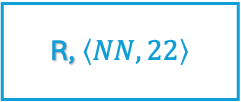 R, ⟨NN, 22⟩